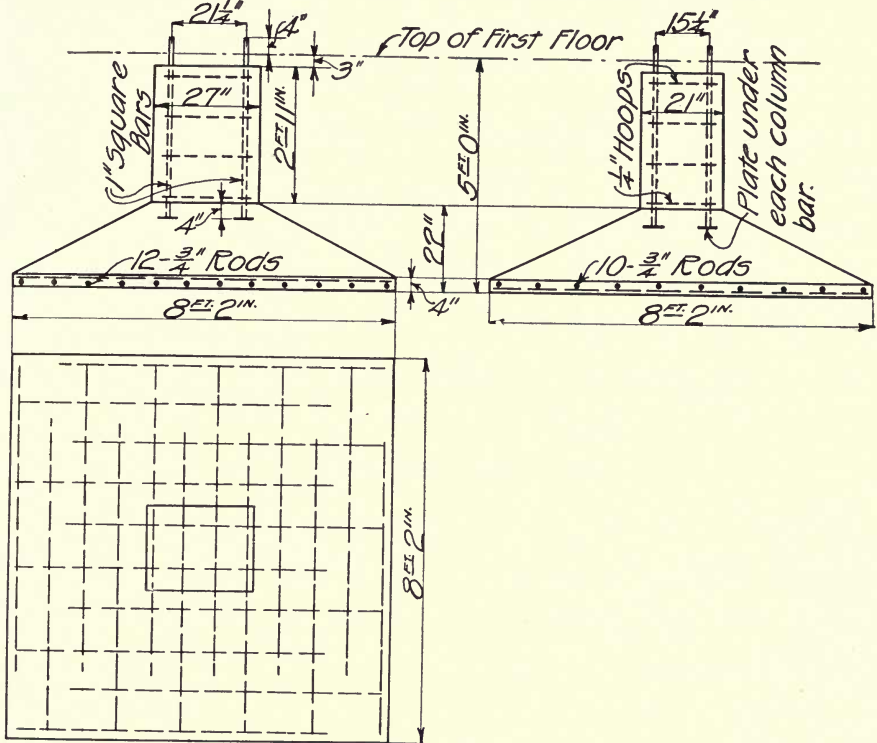 21¼"
4"
Top of First Floor
15¼"
3"
1" Square Bars
27"
2 FT. 11 IN.
5 FT. 0 IN.
¼" Hoops
21"
Plate under each column bar.
4"
22"
12-¾" Rods
10-¾" Rods
4"
8 FT. 2 IN.
8 FT. 2 IN.
8 FT. 2 IN.